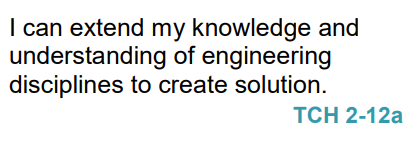 I can extend my knowledge and
understanding of engineering
disciplines to create solution.
TCH 2-12a